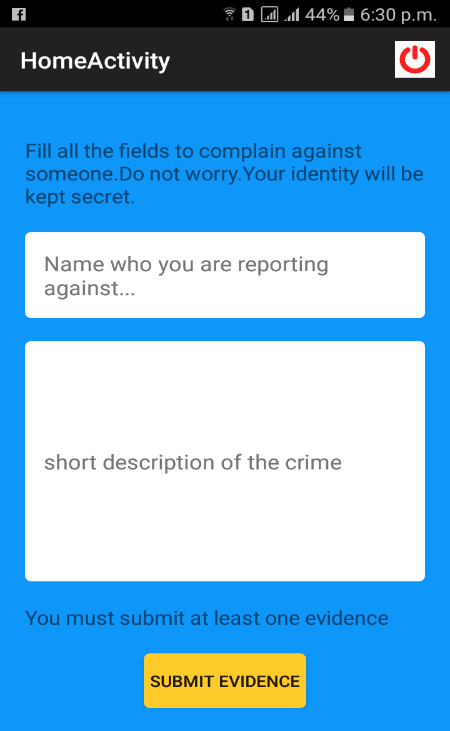 1 44% 6:30 p.m.
HomeActivity
Fill all the fields to complain against
someone.Do not worry.Your identity will be
kept secret.
Name who you are reporting
against...
short description of the crime
You must submit at least one evidence
SUBMIT EVIDENCE